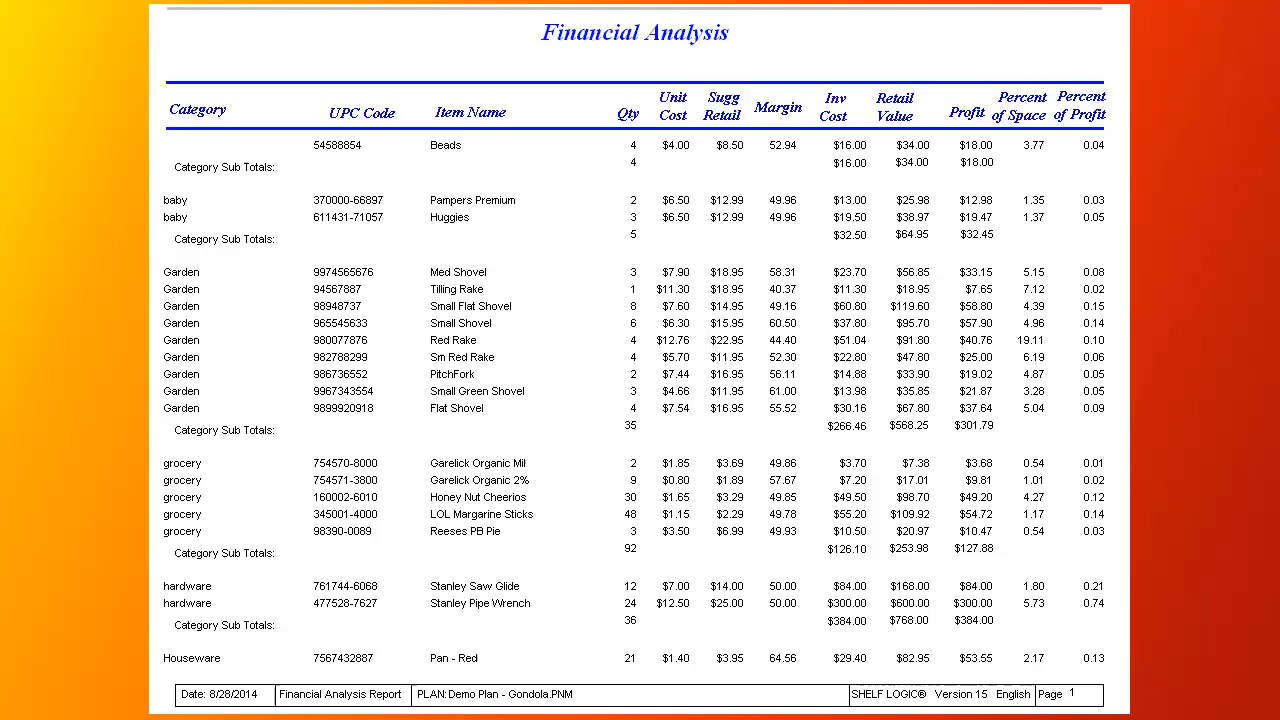 Financial Analysis
Category UPC Code Item Name Qty Unit Cost Sugg Retail Margin Inv Cost Retail Value Profit Percent of Space Percent of Profit
54588854 Beads 4 $4.00 $8.50 52.94 $16.00 $34.00 $18.00 3.77 0.04
Category Sub Totals: 4 $16.00 $34.00 $18.00
baby 370000-66897 Pampers Premium 2 $6.50 $12.99 49.96 $13.00 $25.98 $12.98 1.35 0.03
baby 611431-71057 Huggies 3 $6.50 $12.99 49.96 $19.50 $38.97 $19.47 1.37 0.05
Category Sub Totals: 5 $32.50 $64.95 $32.45
Garden 9974565676 Med Shovel 3 $7.90 $18.95 58.31 $23.70 $56.85 $33.15 5.15 0.08
Garden 94567887 Tilling Rake 1 $11.30 $18.95 40.37 $11.30 $18.95 $7.65 7.12 0.02
Garden 98948737 Small Flat Shovel 8 $7.60 $14.95 49.16 $60.80 $119.60 $58.80 4.39 0.15
Garden 965545633 Small Shovel 6 $6.30 $15.95 60.50 $37.80 $95.70 $57.90 4.96 0.14
Garden 980077876 Red Rake 4 $12.76 $22.95 44.40 $51.04 $91.80 $40.76 19.11 0.10
Garden 982788299 Sm Red Rake 4 $5.70 $11.95 52.30 $22.80 $47.80 $25.00 6.19 0.06
Garden 986736552 PitchFork 2 $7.44 $16.95 56.11 $14.88 $33.90 $19.02 4.87 0.05
Garden 9967343554 Small Green Shovel 3 $4.66 $11.95 61.00 $13.98 $35.85 $21.87 3.28 0.05
Garden 9899920918 Flat Shovel 4 $7.54 $16.95 55.52 $30.16 $67.80 $37.64 5.04 0.09
Category Sub Totals: 35 $266.46 $568.25 $301.79
grocery 754570-8000 Garelick Organic Mil 2 $1.85 $3.69 49.86 $3.70 $7.38 $3.68 0.54 0.01
grocery 754571-3800 Garelick Organic 2% 9 $0.80 $1.89 57.67 $7.20 $17.01 $9.81 1.01 0.02
grocery 160002-6010 Honey Nut Cheerios 30 $1.65 $3.29 49.85 $49.50 $98.70 $49.20 4.27 0.12
grocery 345001-4000 LOL Margarine Sticks 48 $1.15 $2.29 49.78 $55.20 $109.92 $54.72 1.17 0.14
grocery 98390-0089 Reeses PB Pie 3 $3.50 $6.99 49.93 $10.50 $20.97 $10.47 0.54 0.03
Category Sub Totals: 92 $126.10 $253.98 $127.88
hardware 761744-6068 Stanley Saw Glide 12 $7.00 $14.00 50.00 $84.00 $168.00 $84.00 1.80 0.21
hardware 477528-7627 Stanley Pipe Wrench 24 $12.50 $25.00 50.00 $300.00 $600.00 $300.00 5.73 0.74
Category Sub Totals: 36 $384.00 $768.00 $384.00
Houseware 7567432887 Pan - Red 21 $1.40 $3.95 64.56 $29.40 $82.95 $53.55 2.17 0.13
Date: 8/28/2014 Financial Analysis Report PLAN: Demo Plan - Gondola.PNM SHELF LOGIC® Version 15 English Page 1